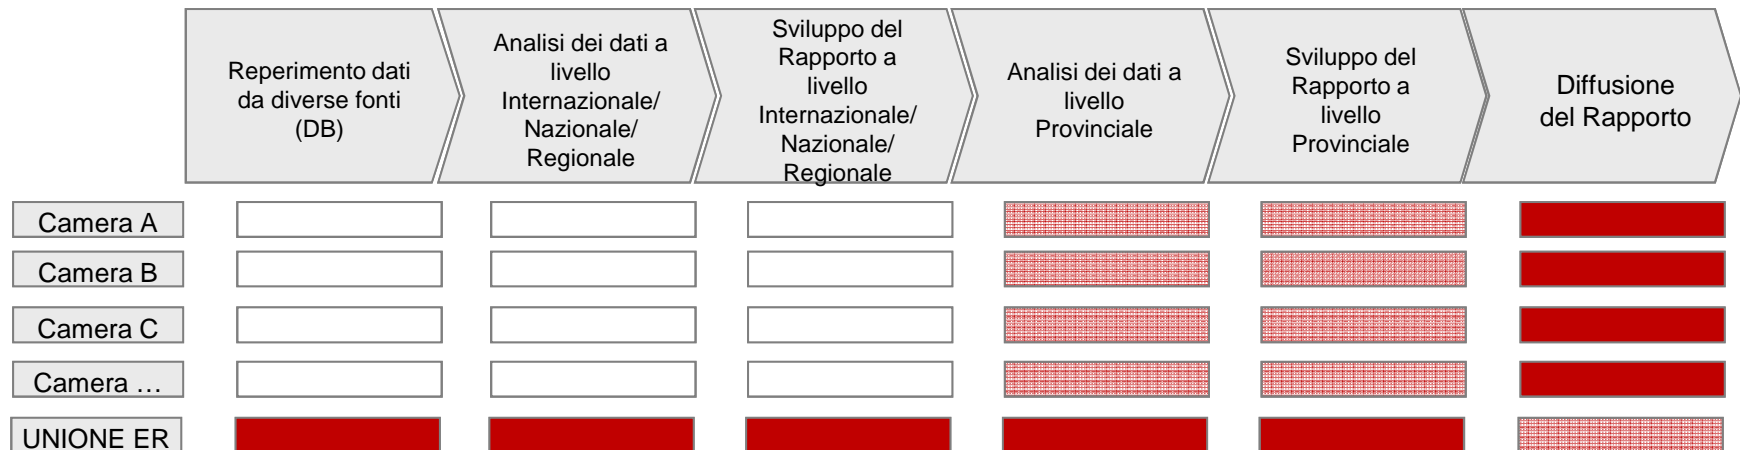 Reperimento dati
da diverse fonti
(DB)
Analisi dei dati a
livello
Internazionale/
Nazionale/
Regionale
Sviluppo del
Rapporto a
livello
Internazionale/
Nazionale/
Regionale
Analisi dei dati a
livello
Provinciale
Sviluppo del
Rapporto a
livello
Provinciale
Diffusione
del Rapporto
Camera A
Camera B
Camera C
Camera …
UNIONE ER